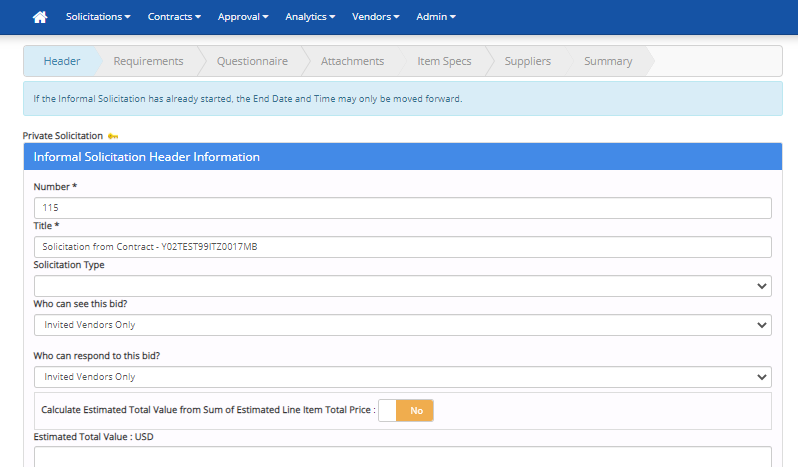 Solicitations Contracts Approval Analytics Vendors Admin
Header Requirements Questionnaire Attachments Item Specs Suppliers Summary
If the Informal Solicitation has already started, the End Date and Time may only be moved forward.
Private Solicitation
Informal Solicitation Header Information
Number *
115
Title *
Solicitation from Contract - Y02TEST99ITZ0017MB
Solicitation Type
Who can see this bid?
Invited Vendors Only
Who can respond to this bid?
Invited Vendors Only
Calculate Estimated Total Value from Sum of Estimated Line Item Total Price : No
Estimated Total Value : USD